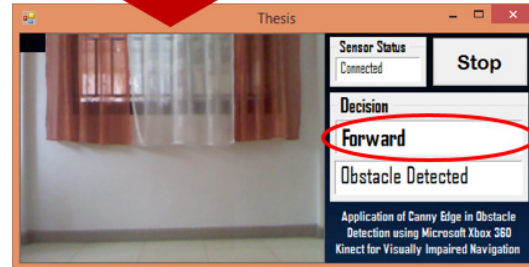 Thesis
Sensor Status
Connected
Stop
Decision
Forward
Obstacle Detected
Application of Canny Edge in Obstacle
Detection using Microsoft Xbox 360
Kinect for Visually Impaired Navigation